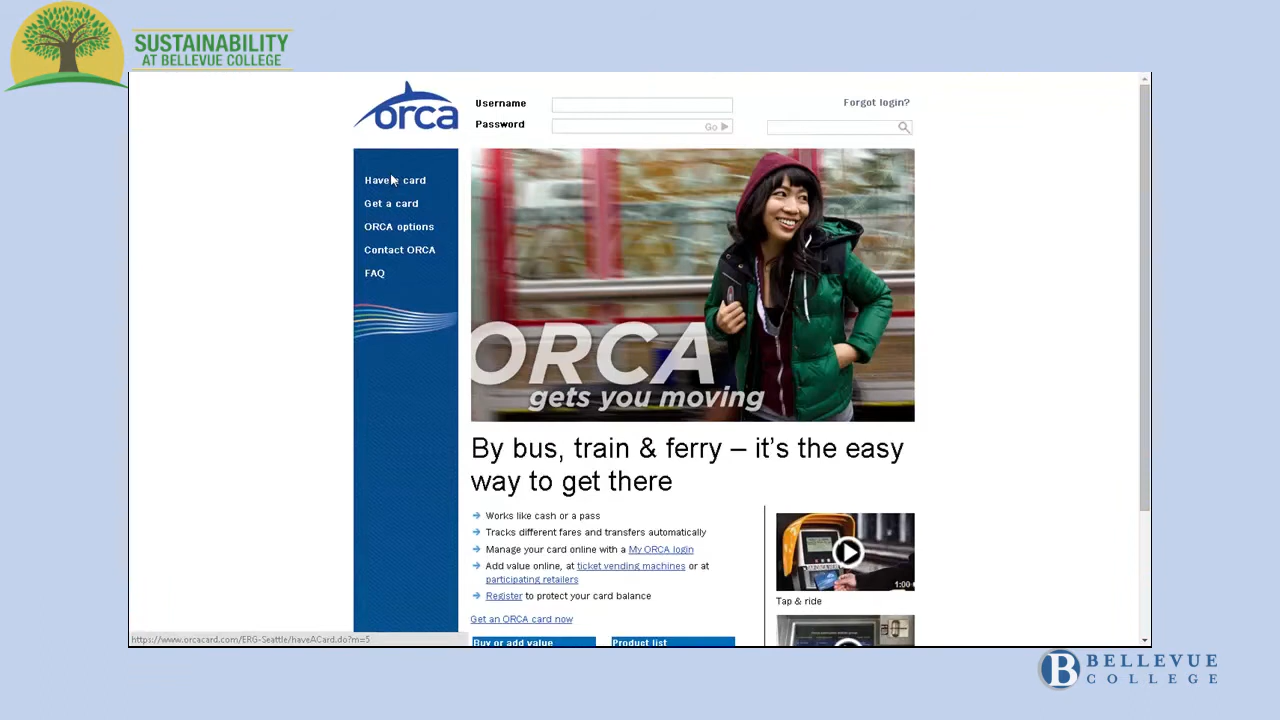 SUSTAINABILITY
AT BELLEVUE COLLEGE
orca
Username
Password
Go
Forgot login?
Have a card
Get a card
ORCA options
Contact ORCA
FAQ
ORCA
gets you moving
By bus, train & ferry – it's the easy
way to get there
Works like cash or a pass
Tracks different fares and transfers automatically
Manage your card online with a My ORCA login
Add value online, at ticket vending machines or at
participating retailers
Register to protect your card balance
Get an ORCA card now
Buy or add value
Product list
1:00
Tap & ride
https://www.orcacard.com/ERG-Seattle/haveACard.do?m=5
B BELLEVUE
COLLEGE